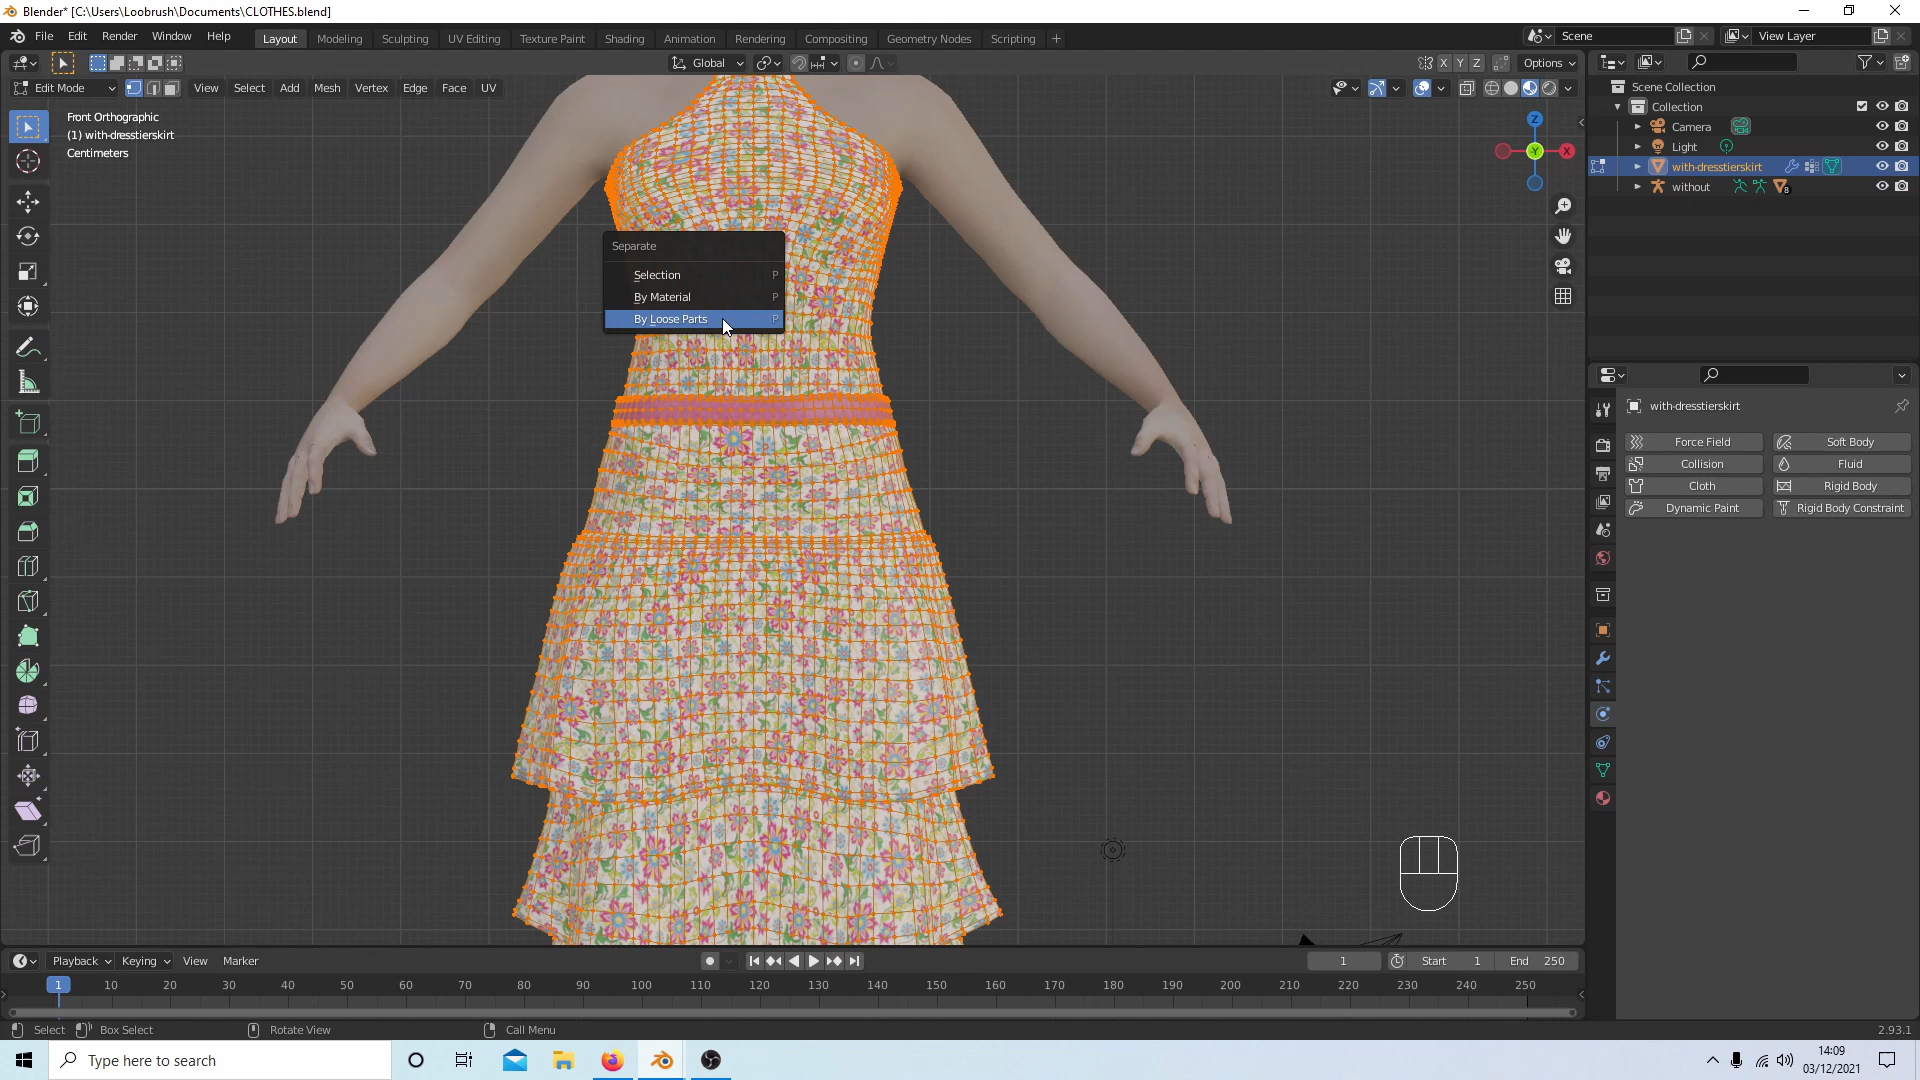 Blender* [C:\Users\Loobrush\Documents\CLOTHES.blend]
File Edit Render Window Help Layout Modeling Sculpting UV Editing Texture Paint Shading Animation Rendering Compositing Geometry Nodes Scripting + Scene View Layer
Global X Y Z Options
Edit Mode View Select Add Mesh Vertex Edge Face UV
Front Orthographic
(1) with-dresstierskirt
Centimeters
Z
Y
X
Separate
Selection P
By Material P
By Loose Parts P
Scene Collection
Collection
Camera
Light
with-dresstierskirt
without 8
with-dresstierskirt
Force Field Soft Body
Collision Fluid
Cloth Rigid Body
Dynamic Paint Rigid Body Constraint
Playback Keying View Marker 1 Start 1 End 250
1 10 20 30 40 50 60 70 80 90 100 110 120 130 140 150 160 170 180 190 200 210 220 230 240 250
Select Box Select Rotate View Call Menu 2.93.1
Type here to search
14:09
03/12/2021